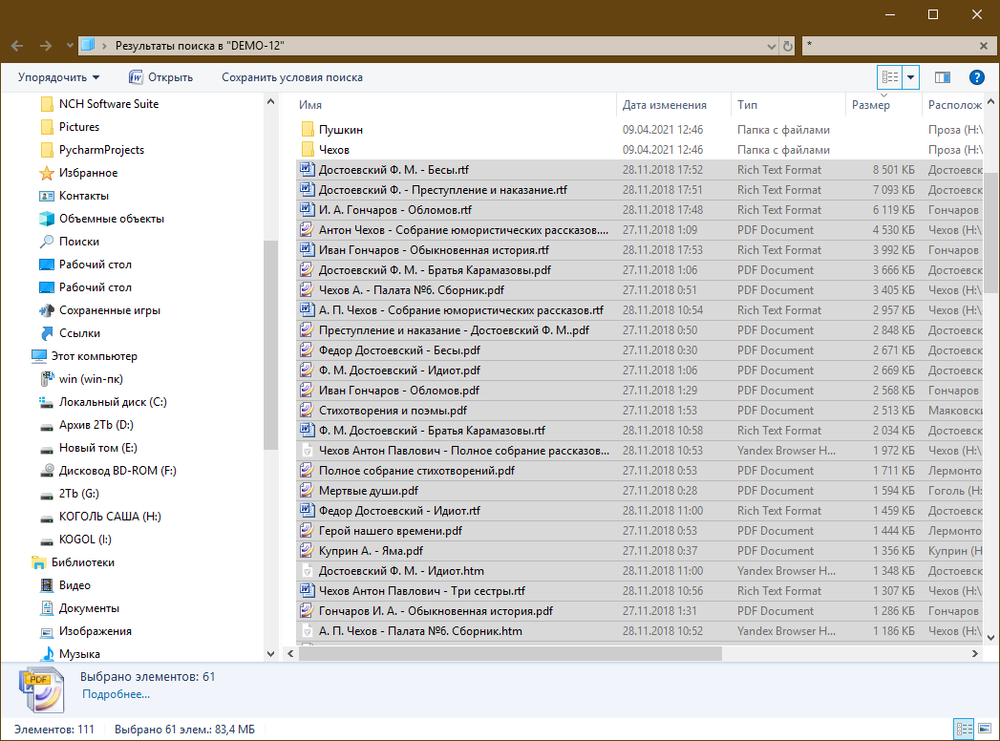 Результаты поиска в "DEMO-12" *
Упорядочить Открыть Сохранить условия поиска
NCH Software Suite
Pictures
PycharmProjects
Избранное
Контакты
Объемные объекты
Поиски
Рабочий стол
Рабочий стол
Сохраненные игры
Ссылки
Этот компьютер
win (win-пк)
Локальный диск (C:)
Архив 2Tb (D:)
Новый том (E:)
Дисковод BD-ROM (F:)
2Tb (G:)
КОГОЛЬ САША (H:)
KOGOL (I:)
Библиотеки
Видео
Документы
Изображения
Музыка
Имя Дата изменения Тип Размер Располож
Пушкин 09.04.2021 12:46 Папка с файлами Проза (H:\
Чехов 09.04.2021 12:46 Папка с файлами Проза (H:\
Достоевский Ф. М. - Бесы.rtf 28.11.2018 17:52 Rich Text Format 8 501 КБ Достоевск
Достоевский Ф. - Преступление и наказание.rtf 28.11.2018 17:51 Rich Text Format 7 093 КБ Достоевск
И. А. Гончаров - Обломов.rtf 28.11.2018 17:48 Rich Text Format 6 119 КБ Гончаров
Антон Чехов - Собрание юмористических рассказов.... 27.11.2018 1:09 PDF Document 4 530 КБ Чехов (H:\
Иван Гончаров - Обыкновенная история.rtf 28.11.2018 17:53 Rich Text Format 3 992 КБ Гончаров
Достоевский Ф. М. - Братья Карамазовы.pdf 27.11.2018 1:06 PDF Document 3 666 КБ Достоевск
Чехов А. - Палата №6. Сборник.pdf 27.11.2018 0:51 PDF Document 3 405 КБ Чехов (H:\
А. П. Чехов - Собрание юмористических рассказов.rtf 28.11.2018 10:54 Rich Text Format 2 957 КБ Чехов (H:\
Преступление и наказание - Достоевский Ф. М..pdf 27.11.2018 0:50 PDF Document 2 848 КБ Достоевск
Федор Достоевский - Бесы.pdf 27.11.2018 0:30 PDF Document 2 671 КБ Достоевск
Ф. М. Достоевский - Идиот.pdf 27.11.2018 1:06 PDF Document 2 669 КБ Достоевск
Иван Гончаров - Обломов.pdf 27.11.2018 1:29 PDF Document 2 568 КБ Гончаров
Стихотворения и поэмы.pdf 27.11.2018 1:23 PDF Document 2 513 КБ Маяковски
Ф. М. Достоевский - Братья Карамазовы.rtf 28.11.2018 10:58 Rich Text Format 2 034 КБ Достоевск
Чехов Антон Павлович - Полное собрание рассказов... 28.11.2018 10:53 Yandex Browser H... 1 972 КБ Чехов (H:\
Полное собрание стихотворений.pdf 27.11.2018 0:53 PDF Document 1 711 КБ Лермонто
Мертвые души.pdf 27.11.2018 0:28 PDF Document 1 594 КБ Гоголь (H:
Федор Достоевский - Идиот.rtf 28.11.2018 11:00 Rich Text Format 1 459 КБ Достоевск
Герой нашего времени.pdf 27.11.2018 0:53 PDF Document 1 444 КБ Лермонто
Куприн А. - Яма.pdf 27.11.2018 0:37 PDF Document 1 356 КБ Куприн (H
Достоевский Ф. М. - Идиот.htm 28.11.2018 11:00 Yandex Browser H... 1 348 КБ Достоевск
Чехов Антон Павлович - Три сестры.rtf 28.11.2018 10:56 Rich Text Format 1 307 КБ Чехов (H:\
Гончаров И. А. - Обыкновенная история.pdf 27.11.2018 1:31 PDF Document 1 286 КБ Гончаров
А. П. Чехов - Палата №6. Сборник.htm 28.11.2018 10:52 Yandex Browser H... 1 186 КБ Чехов (H:\
PDF
Выбрано элементов: 61
Подробнее...
Элементов: 111 Выбрано 61 элем.: 83,4 МБ